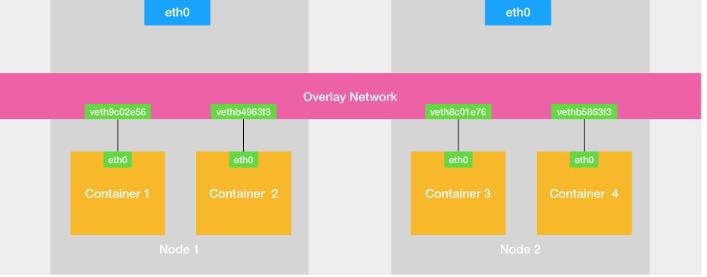 eth0
eth0
Overlay Network
veth9c02e56
vethb4963f3
veth8c01e76
vethb5863f3
eth0
eth0
eth0
eth0
Container 1
Container 2
Container 3
Container 4
Node 1
Node 2